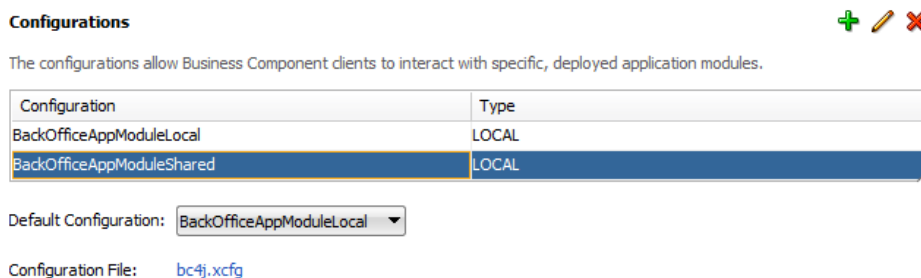 Configurations
The configurations allow Business Component clients to interact with specific, deployed application modules.
Configuration Type
BackOfficeAppModuleLocal LOCAL
BackOfficeAppModuleShared LOCAL
Default Configuration: BackOfficeAppModuleLocal
Configuration File: bc4j.xcfg